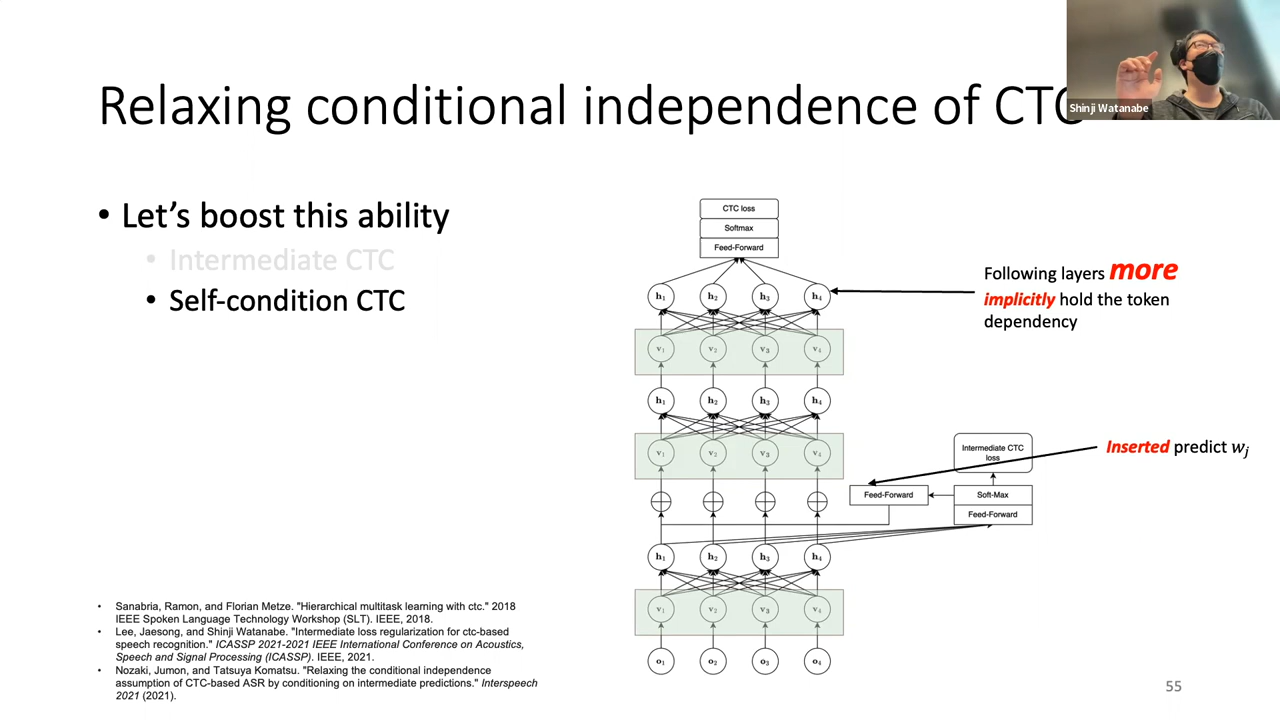 Relaxing conditional independence of CTC
Shinji Watanabe
• Let's boost this ability
• Intermediate CTC
• Self-condition CTC
CTC loss
Softmax
Feed-Forward
h1 h2 h3 h4
v1 v2 v3 v4
h1 h2 h3 h4
v1 v2 v3 v4
h1 h2 h3 h4
v1 v2 v3 v4
o1 o2 o3 o4
Following layers more
implicitly hold the token
dependency
Intermediate CTC
loss
Feed-Forward
Soft-Max
Feed-Forward
Inserted predict wj
• Sanabria, Ramon, and Florian Metze. "Hierarchical multitask learning with ctc." 2018
IEEE Spoken Language Technology Workshop (SLT). IEEE, 2018.
• Lee, Jaesong, and Shinji Watanabe. "Intermediate loss regularization for ctc-based
speech recognition." ICASSP 2021-2021 IEEE International Conference on Acoustics,
Speech and Signal Processing (ICASSP). IEEE, 2021.
• Nozaki, Jumon, and Tatsuya Komatsu. "Relaxing the conditional independence
assumption of CTC-based ASR by conditioning on intermediate predictions." Interspeech
2021 (2021).
55